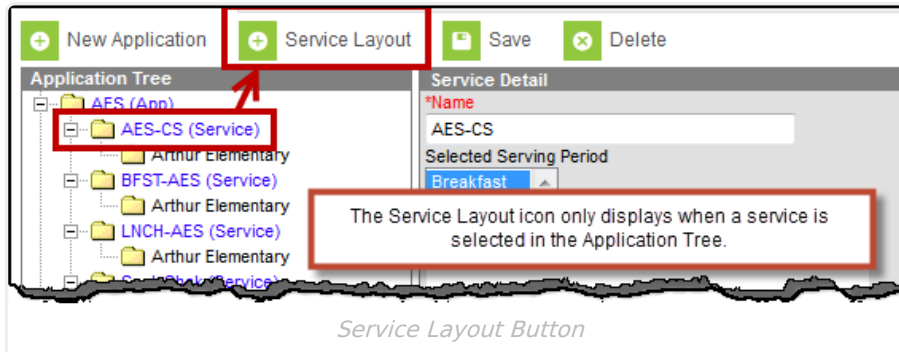 New Application Service Layout Save Delete
Application Tree
Service Detail
AES (App)
*Name
AES-CS (Service)
AES-CS
Arthur Elementary
Selected Serving Period
BFST-AES (Service)
Breakfast
Arthur Elementary
The Service Layout icon only displays when a service is
selected in the Application Tree.
LNCH-AES (Service)
Arthur Elementary
(Service)
Service Layout Button